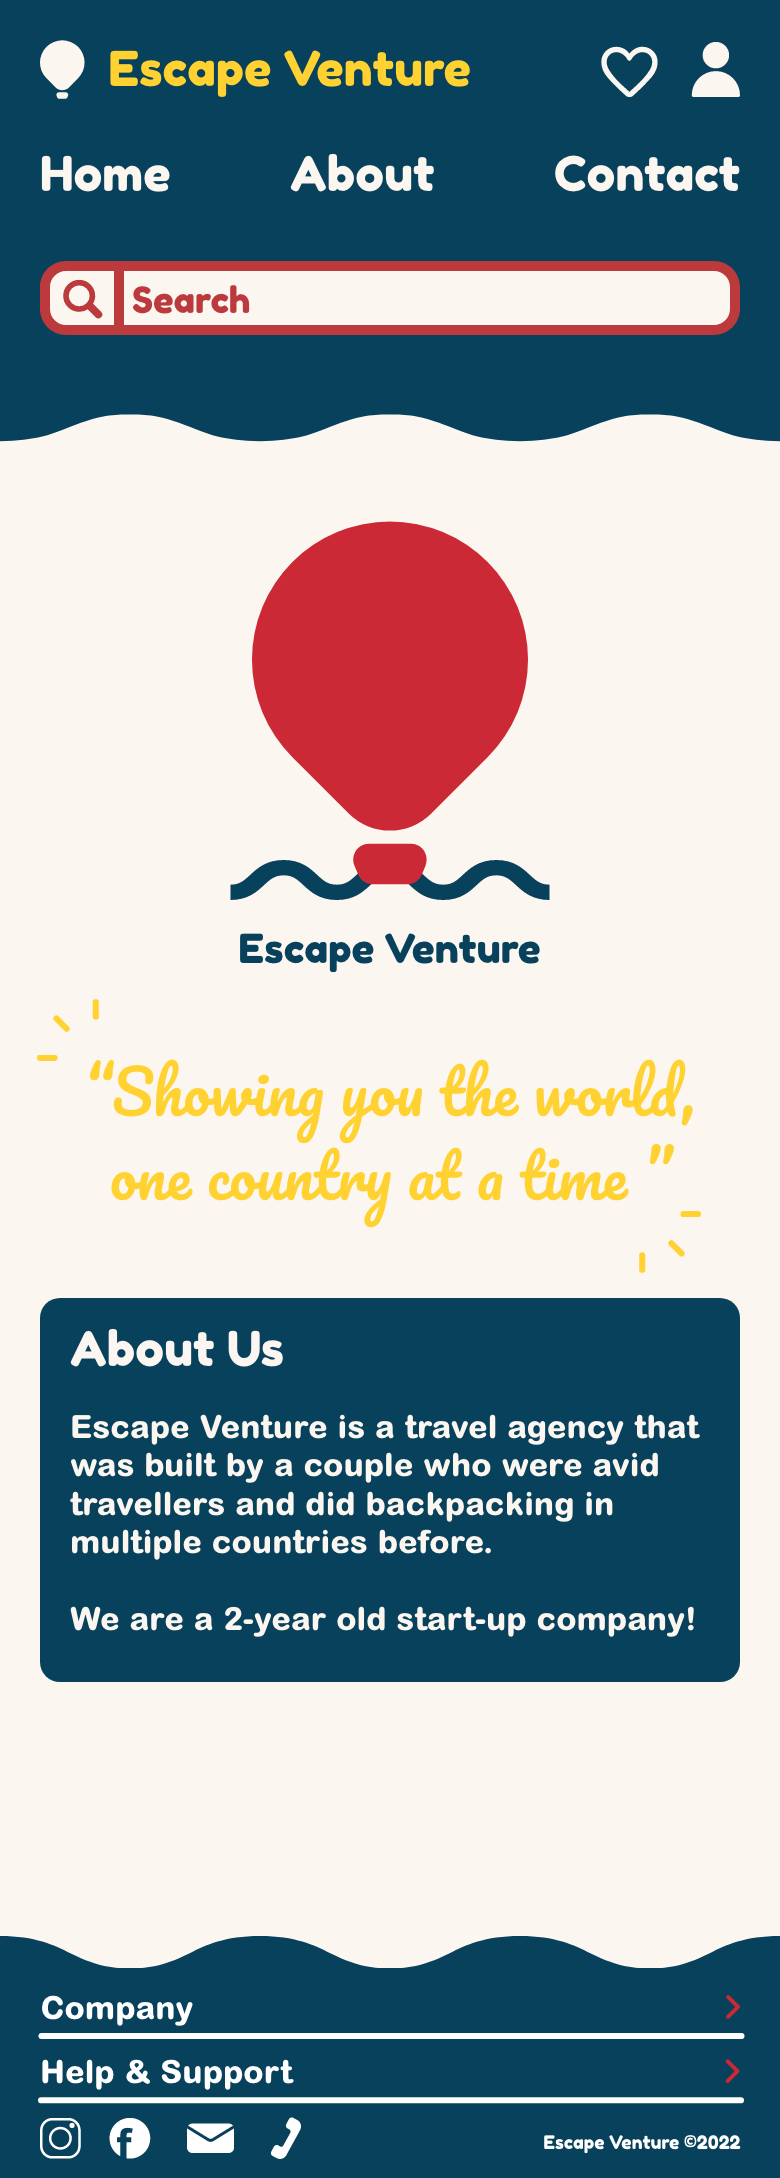 Escape Venture
Home About Contact
Search
Escape Venture
“Showing you the world,
one country at a time ”
About Us
Escape Venture is a travel agency that
was built by a couple who were avid
travellers and did backpacking in
multiple countries before.
We are a 2-year old start-up company!
Company
Help & Support
Escape Venture ©2022